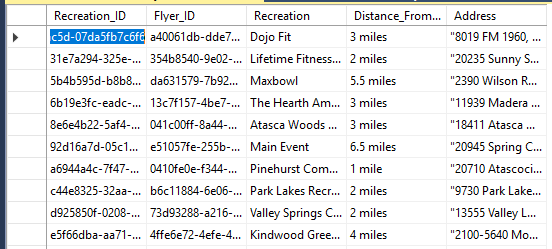 Recreation_ID Flyer_ID Recreation Distance_From... Address
c5d-07da5fb7c6f6 a40061db-dde7... Dojo Fit 3 miles "8019 FM 1960, ...
31e7a294-325e-... 354b8540-9e02-... Lifetime Fitness... 2 miles "20235 Sunny S...
5b4b595d-b8b8... da631579-7b92... Maxbowl 5.5 miles "2390 Wilson R...
6b19e3fc-eadc-... 13c7f157-4be7-... The Hearth Am... 3 miles "11939 Madera ...
8e6e4b22-5af4-... 041c00ff-8a44-... Atasca Woods ... 3 miles "18411 Atasca ...
92d16a7d-05c1... e51057fe-255b-... Main Event 6.5 miles "20945 Spring C...
a6944a4c-7f47-... 0410fe0e-f344-... Pinehurst Com... 1 mile "20710 Atascoci...
c44e8325-32aa-... b6c11884-6e06-... Park Lakes Recr... 2 miles "9730 Park Lake...
d925850f-0208-... 73d93288-a216-... Valley Springs C... 2 miles "13555 Valley L...
e5f66dba-aa71-... 4ffe6e72-4efe-4... Kindwood Gree... 4 miles "2100-5640 Mo...